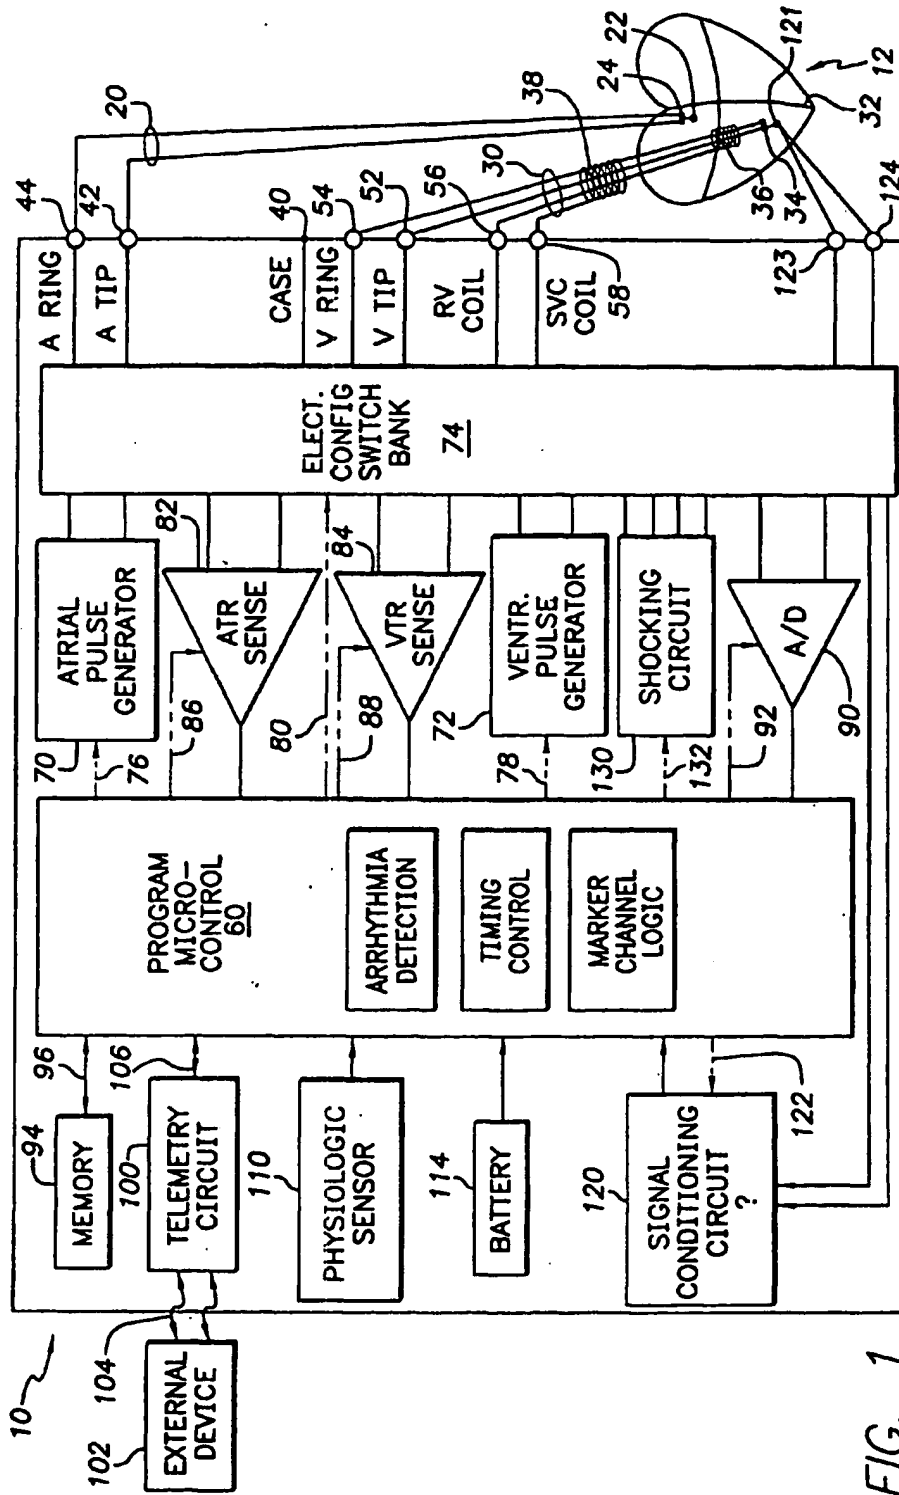 10
102
EXTERNAL
DEVICE
104
94
MEMORY
96
100
TELEMETRY
CIRCUIT
106
110
PHYSIOLOGIC
SENSOR
114
BATTERY
120
SIGNAL
CONDITIONING
CIRCUIT
?
122
PROGRAM
MICRO-
CONTROL
60
ARRHYTHMIA
DETECTION
TIMING
CONTROL
MARKER
CHANNEL
LOGIC
70
ATRIAL
PULSE
GENERATOR
76
82
ATR
SENSE
86
80
84
VTR
SENSE
88
72
VENTR.
PULSE
GENERATOR
78
130
SHOCKING
CIRCUIT
132
A/D
92
90
ELECT.
CONFIG
SWITCH
BANK
74
A RING
44
A TIP
42
CASE
40
V RING
54
V TIP
52
RV
COIL
56
SVC
COIL
58
123
124
20
30
38
24
22
36
34
121
12
32
FIG. 1